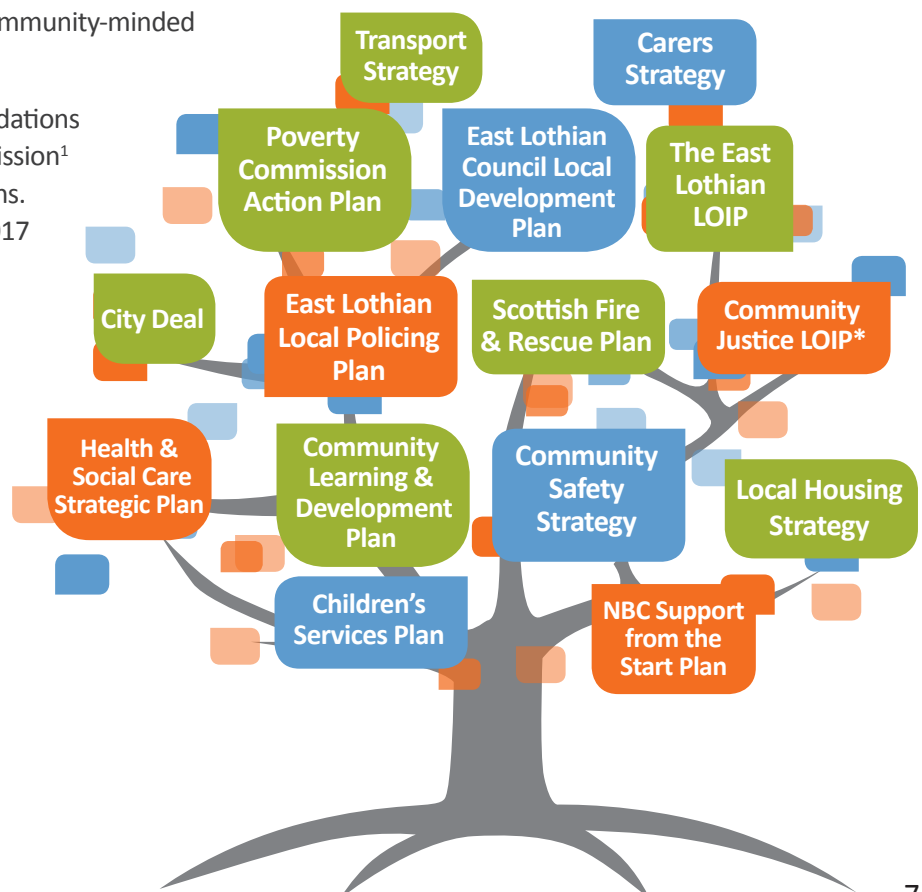 ommunity-minded
dations
ission¹
ns.
17
Transport
Strategy
Carers
Strategy
Poverty
Commission
Action Plan
East Lothian
Council Local
Development
Plan
The East
Lothian
LOIP
City Deal
East Lothian
Local Policing
Plan
Scottish Fire
& Rescue Plan
Community
Justice LOIP*
Health &
Social Care
Strategic Plan
Community
Learning &
Development
Plan
Community
Safety
Strategy
Local Housing
Strategy
Children's
Services Plan
NBC Support
from the
Start Plan
7